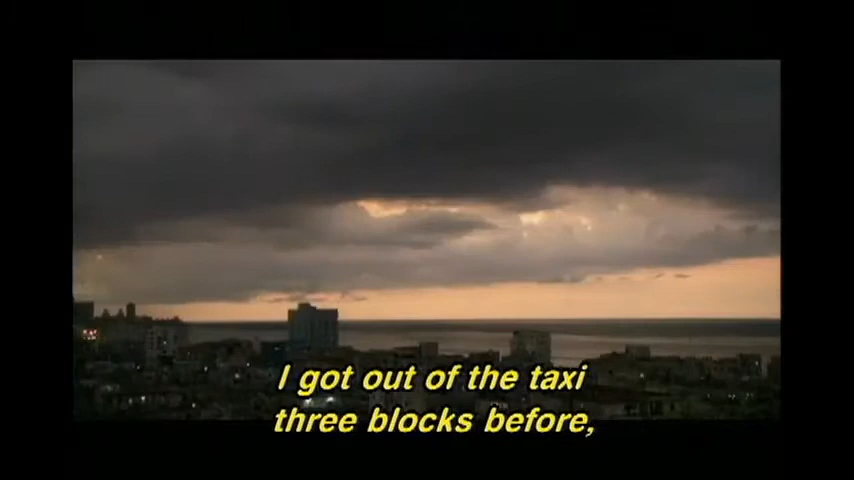 I got out of the taxi
three blocks before,